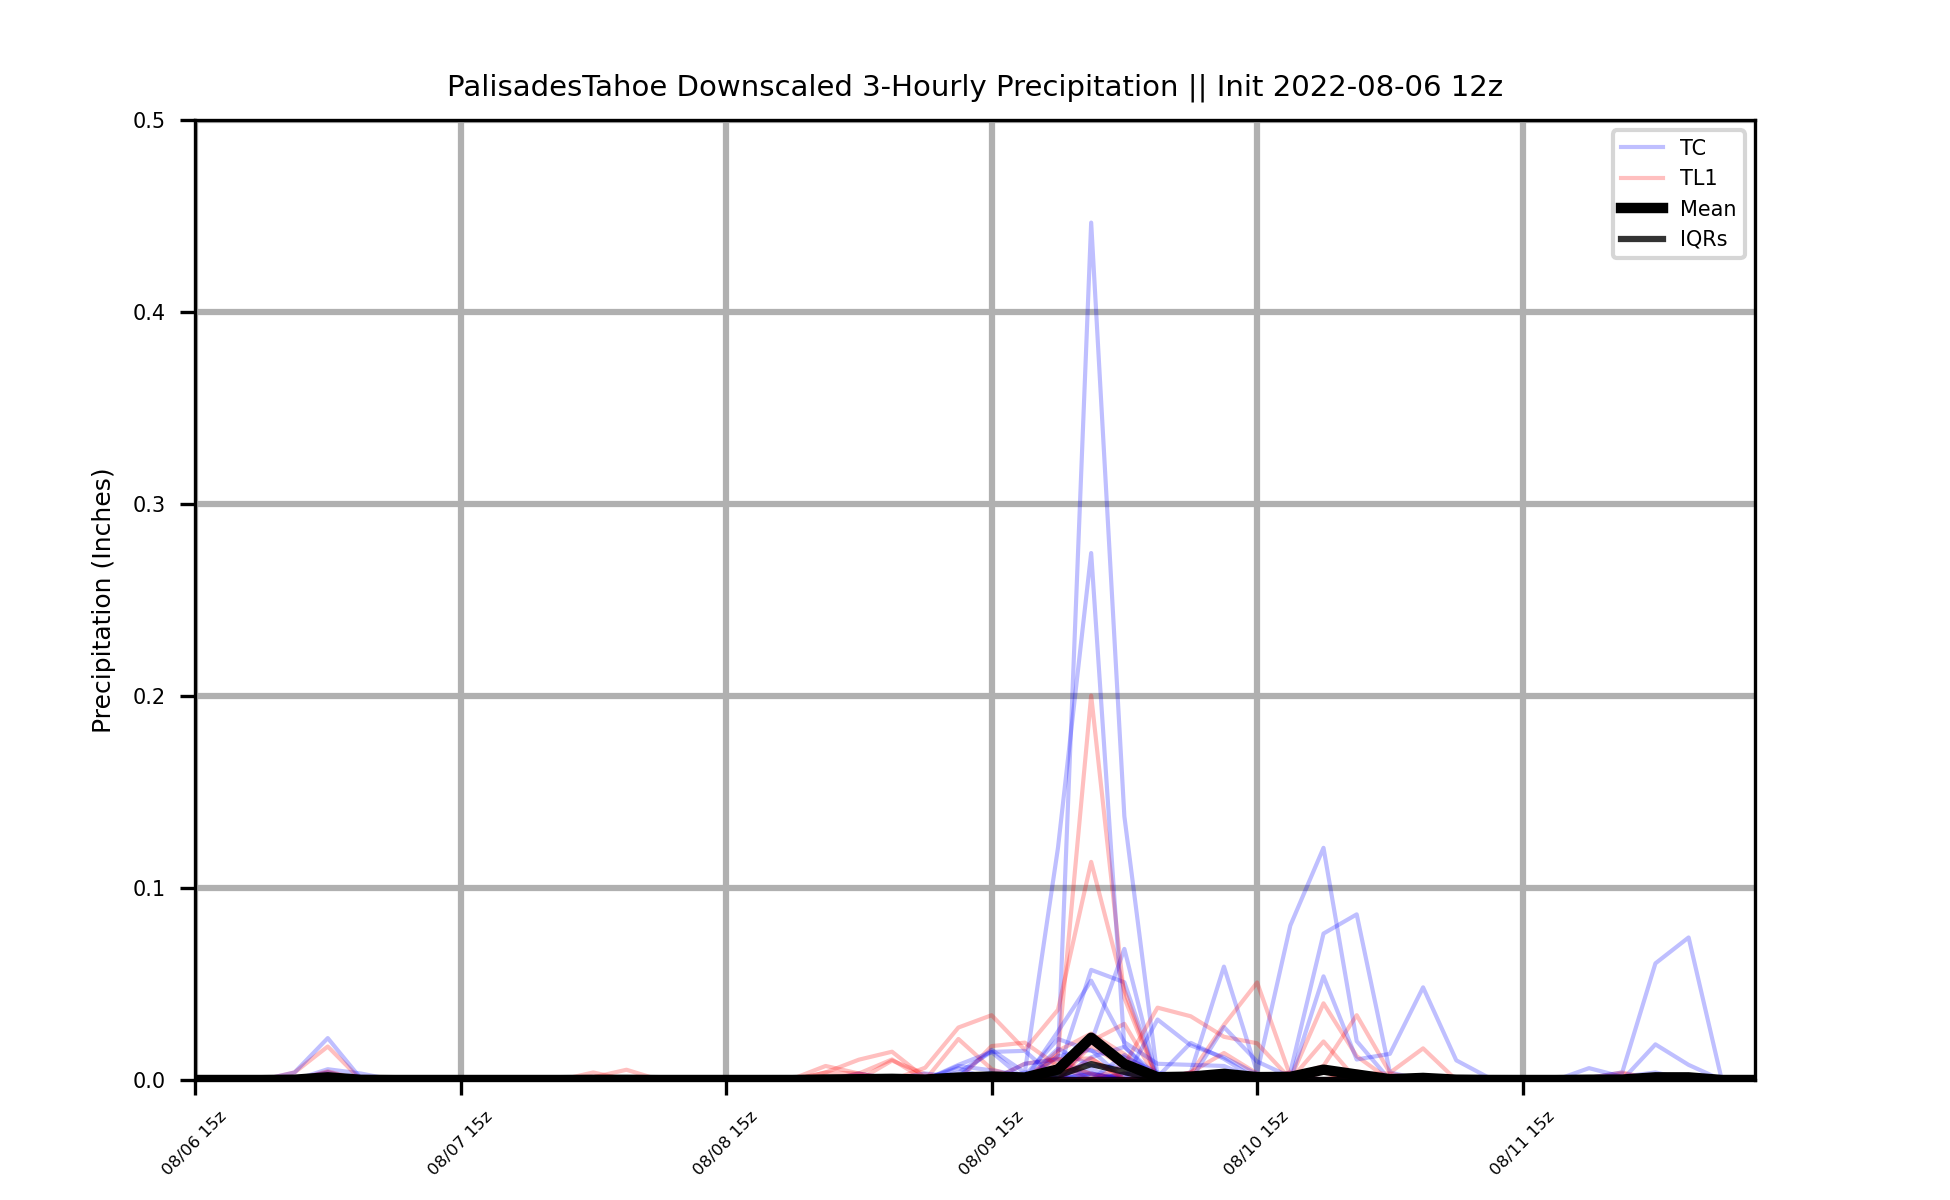 PalisadesTahoe Downscaled 3-Hourly Precipitation || Init 2022-08-06 12z
0.5
0.4
0.3
0.2
0.1
0.0
Precipitation (Inches)
TC
TL1
Mean
IQRs
08/06 15z
08/07 15z
08/08 15z
08/09 15z
08/10 15z
08/11 15z